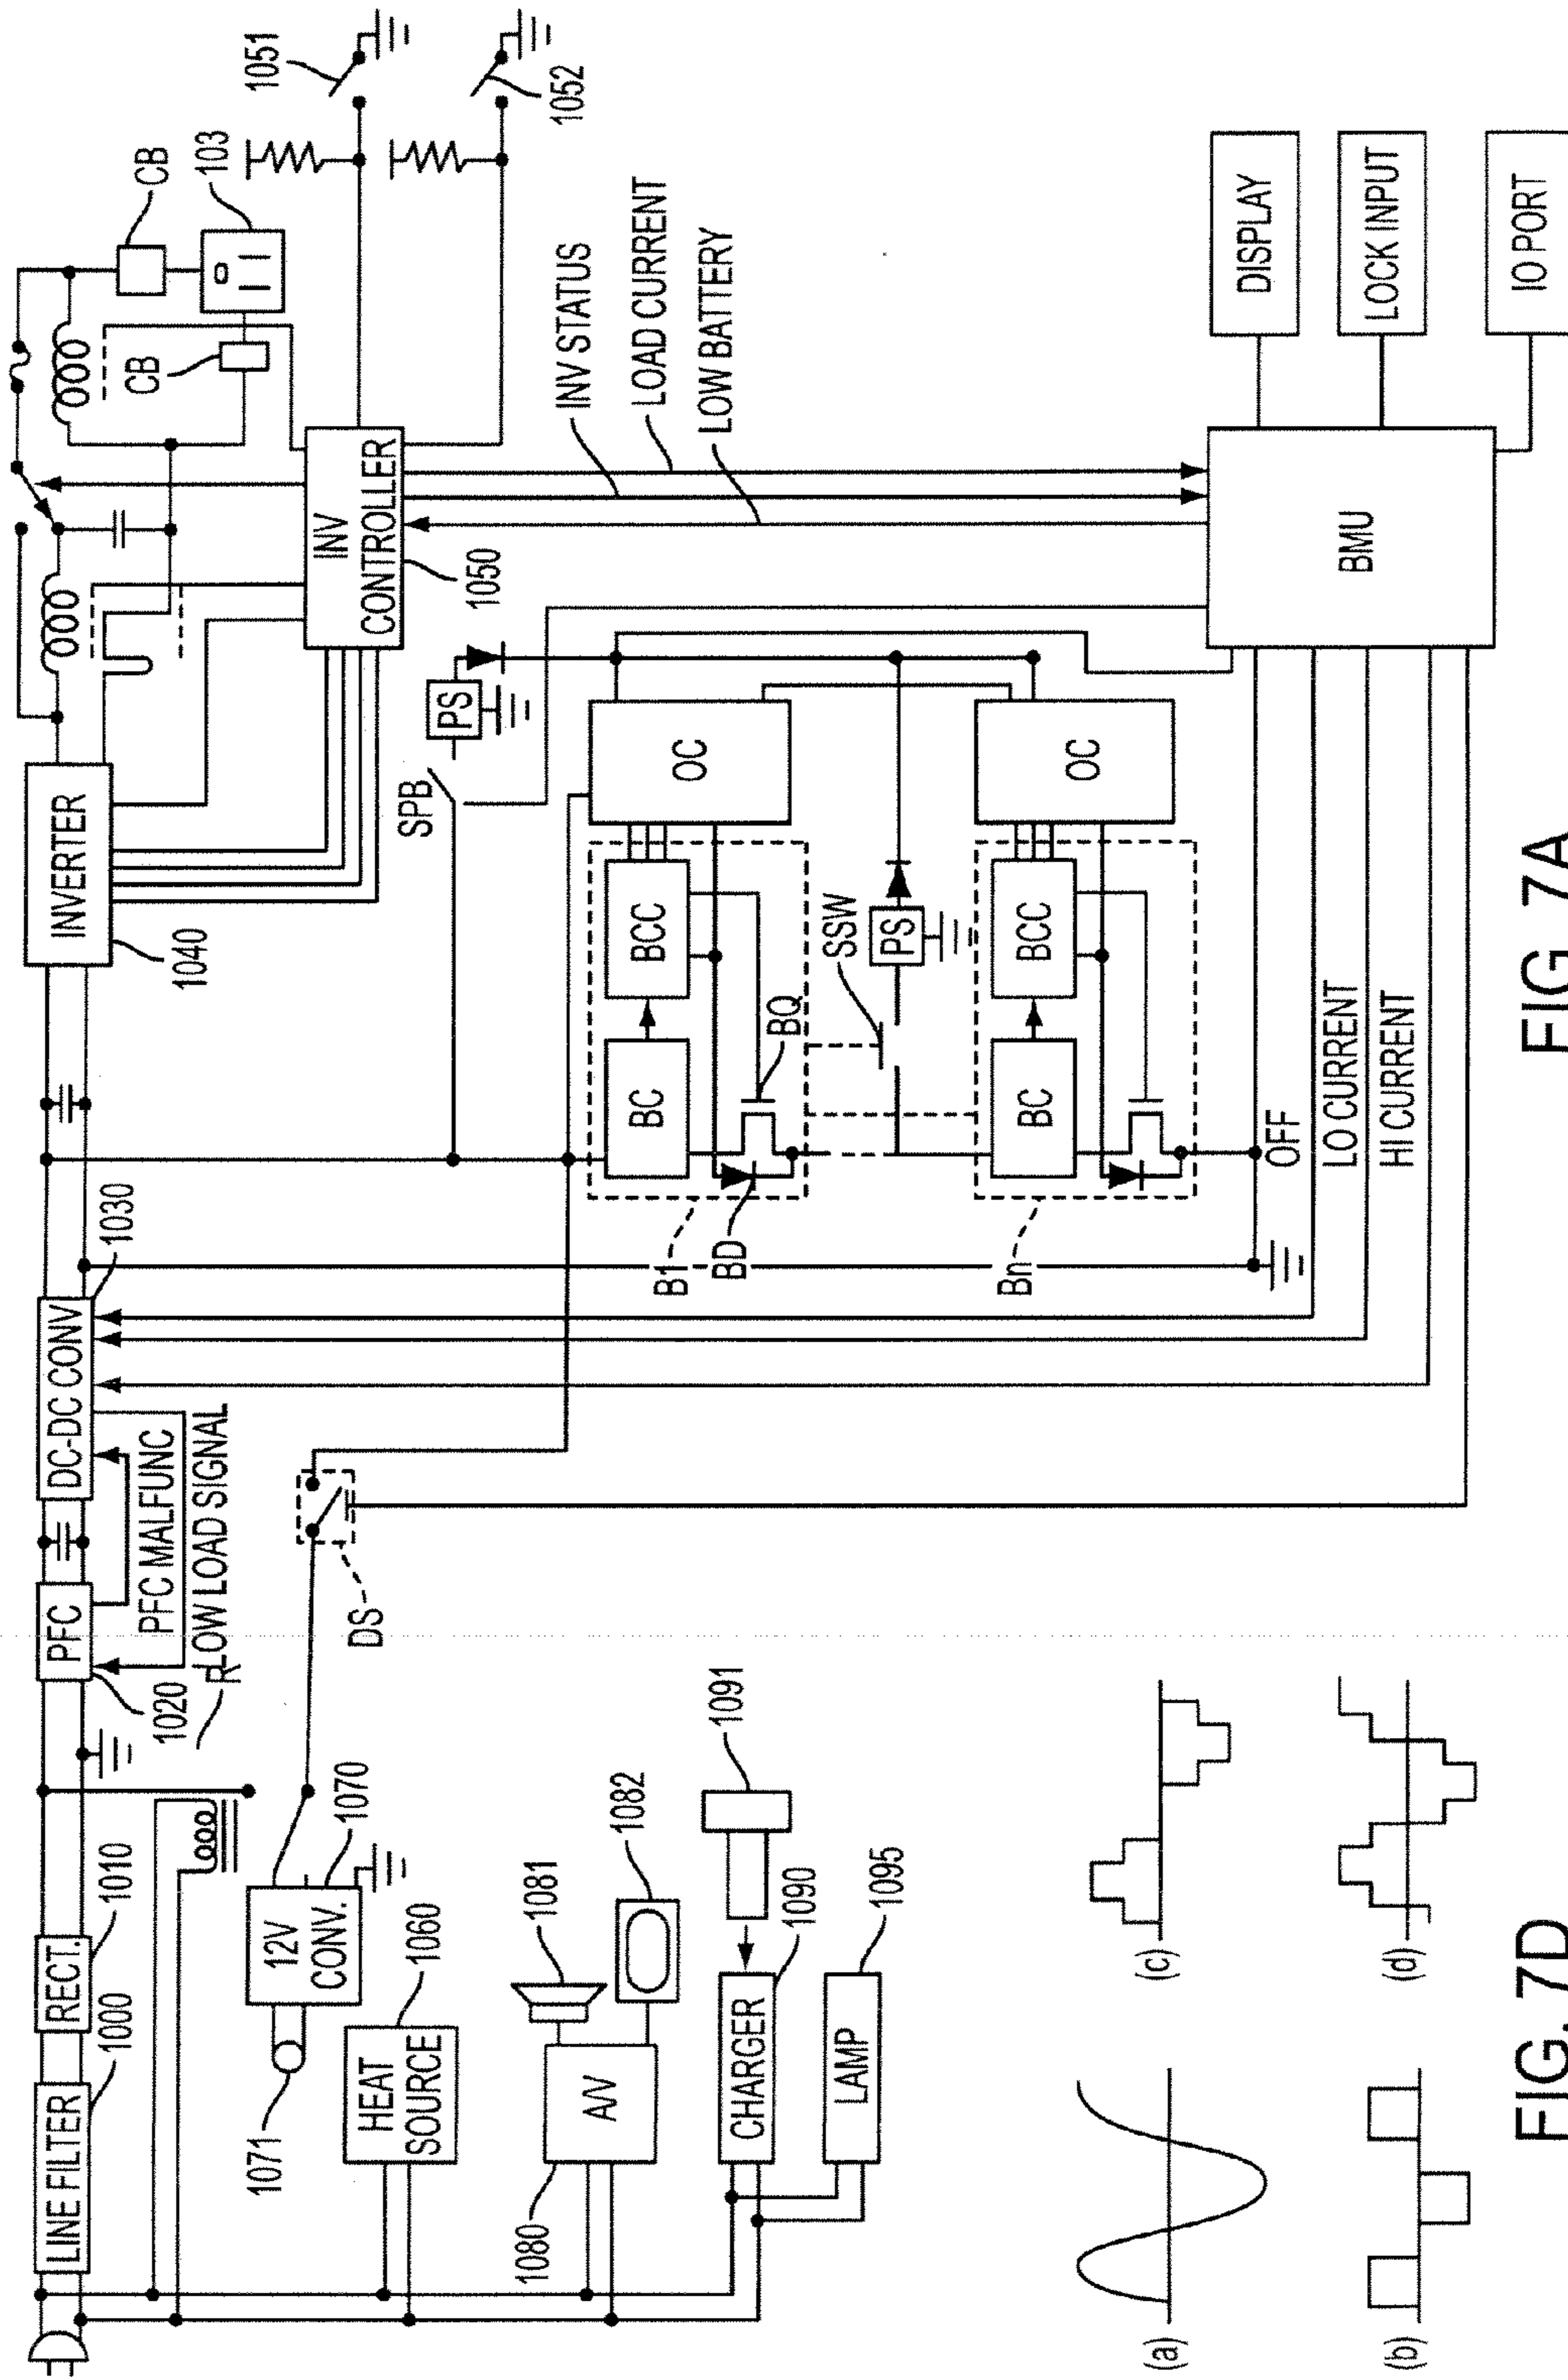 LINE FILTER
1000
RECT.
1010
PFC
1020
DC-DC CONV
1030
PFC MALFUNC
LOW LOAD SIGNAL
R
INVERTER
1040
CB
CB
103
1051
1052
INV
CONTROLLER
1050
INV STATUS
LOAD CURRENT
LOW BATTERY
12V
CONV.
1070
1071
HEAT
SOURCE
1060
A/V
1080
1081
1082
CHARGER
1090
1091
LAMP
1095
DS
SPB
PS
B1
BD
BC
BCC
BQ
OC
SSW
PS
Bn
BC
BCC
OC
BMU
DISPLAY
LOCK INPUT
IO PORT
OFF
LO CURRENT
HI CURRENT
FIG. 7A
(a)
(b)
(c)
(d)
FIG. 7D